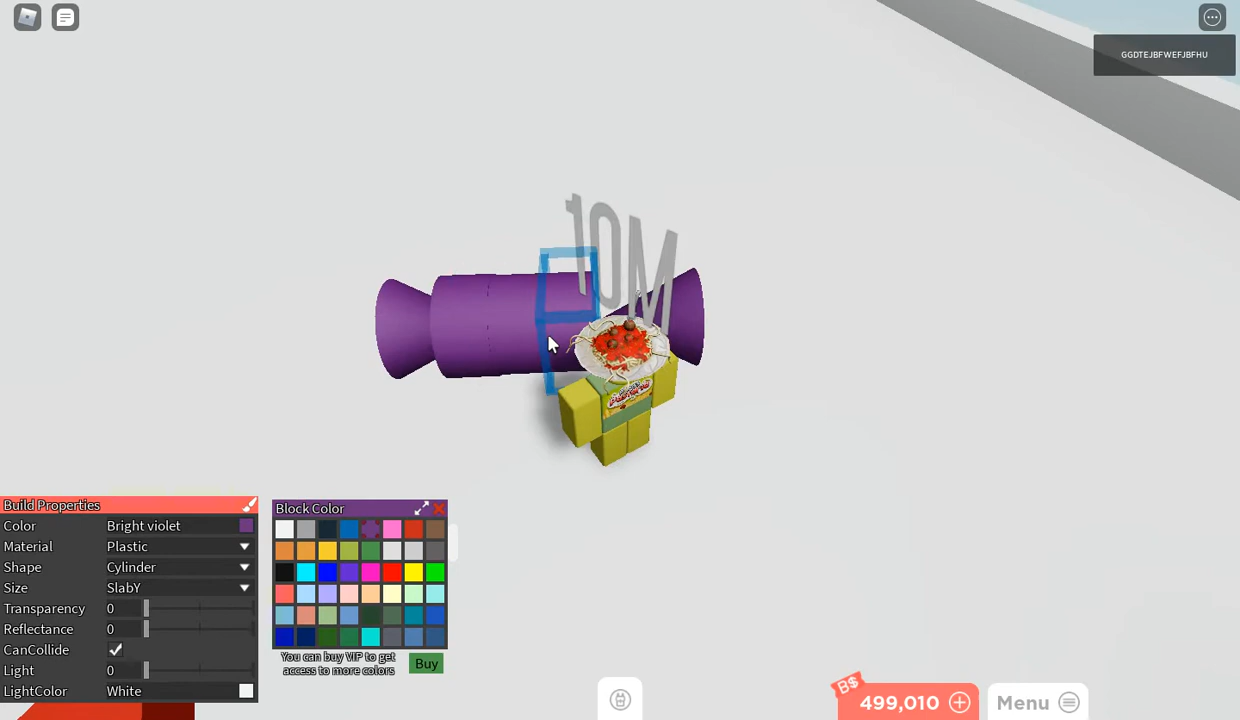 GGDTEJBFWEFJBFHU
10M
Build Properties
Color Bright violet
Material Plastic
Shape Cylinder
Size SlabY
Transparency 0
Reflectance 0
CanCollide
Light 0
LightColor White
Block Color
You can buy VIP to get
access to more colors
Buy
B$
499,010
Menu